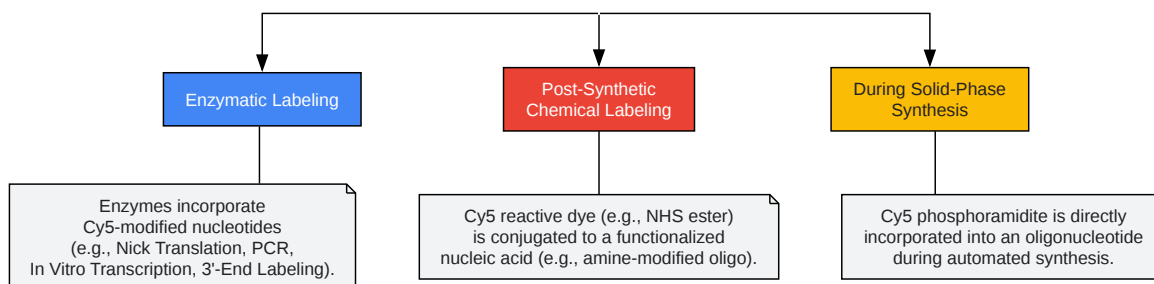 Enzymatic Labeling
Post-Synthetic
Chemical Labeling
During Solid-Phase
Synthesis
Enzymes incorporate
Cy5-modified nucleotides
(e.g., Nick Translation, PCR,
In Vitro Transcription, 3'-End Labeling).
Cy5 reactive dye (e.g., NHS ester)
is conjugated to a functionalized
nucleic acid (e.g., amine-modified oligo).
Cy5 phosphoramidite is directly
incorporated into an oligonucleotide
during automated synthesis.